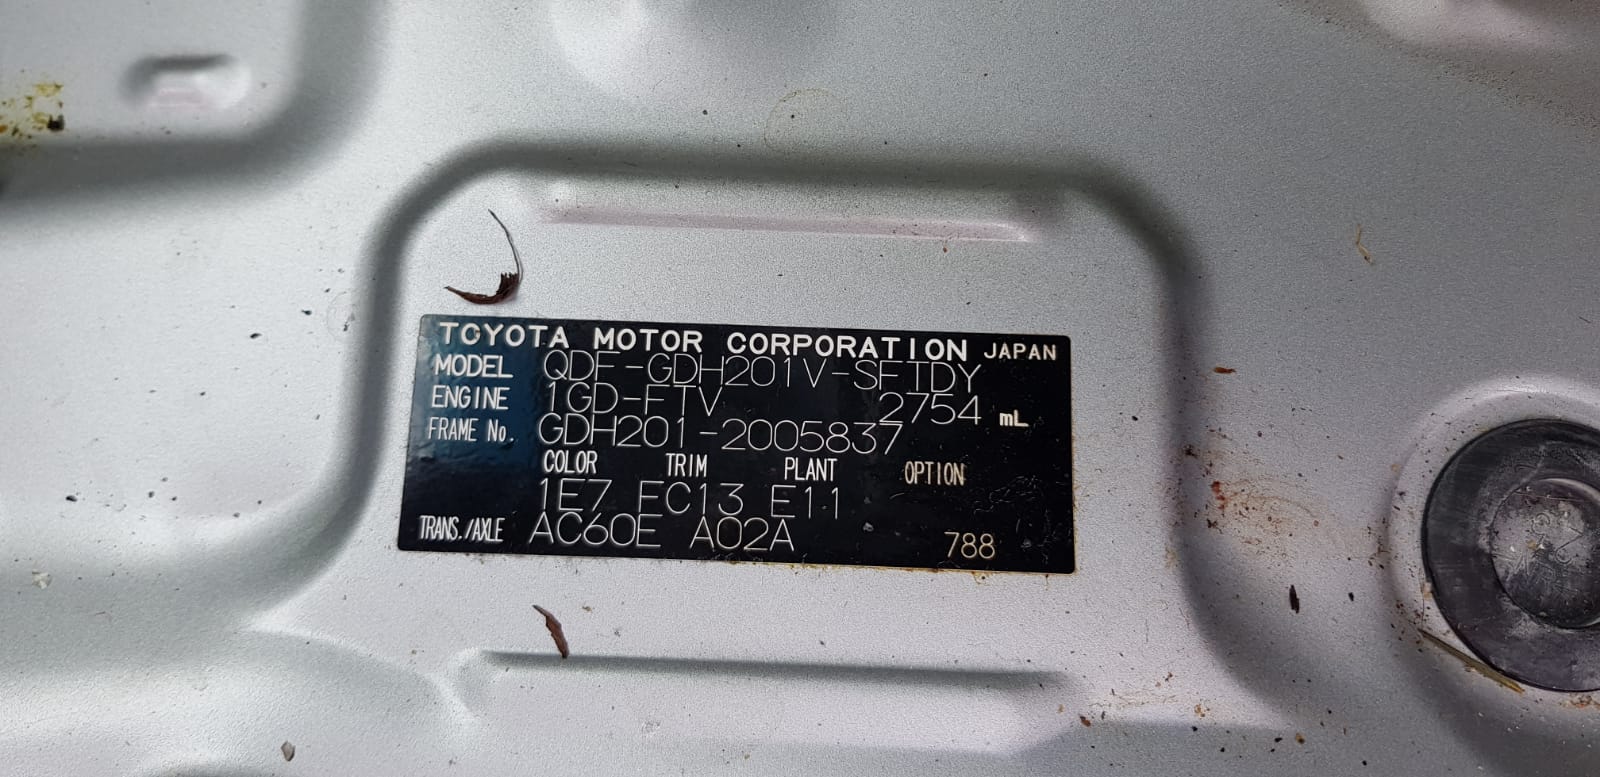 TOYOTA MOTOR CORPORATION JAPAN
MODEL QDF-GDH201V-SFTDY
ENGINE 1GD-FTV 2754 mL
FRAME No. GDH201-2005837
COLOR TRIM PLANT OPTION
1E7 FC13 E11
TRANS./AXLE AC60E A02A 788